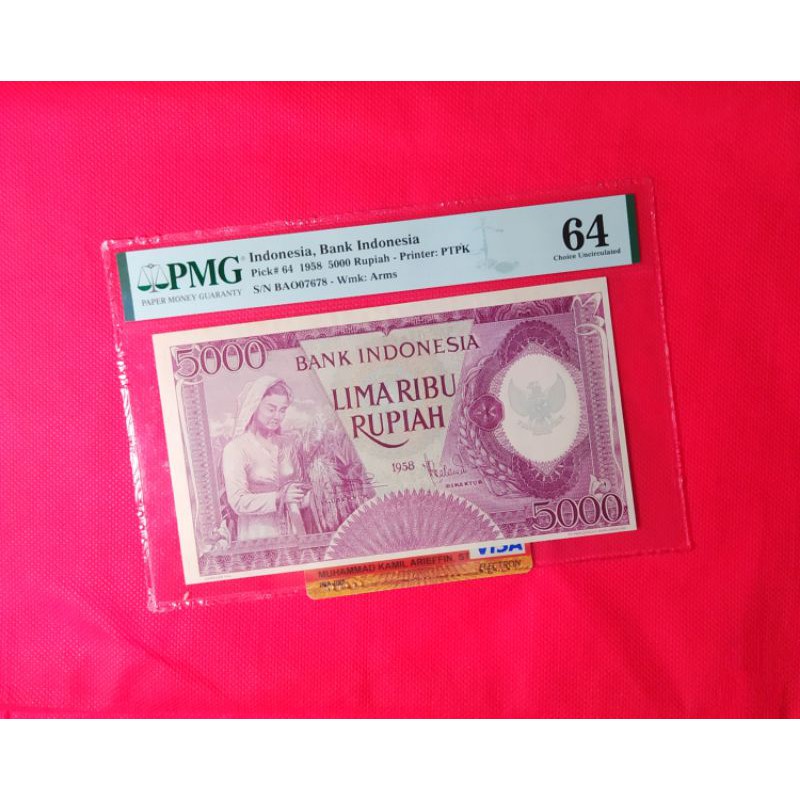 PMG
PAPER MONEY GUARANTY
Indonesia, Bank Indonesia
Pick# 64 1958 5000 Rupiah - Printer: PTPK
S/N BAO07678 - Wmk: Arms
64
Choice Uncirculated
5000
BANK INDONESIA
LIMA RIBU
RUPIAH
1958
DIREKTUR
5000
VISA
MUHAMMAD KAMIL ARIEFFIN, ST
ELECTRON